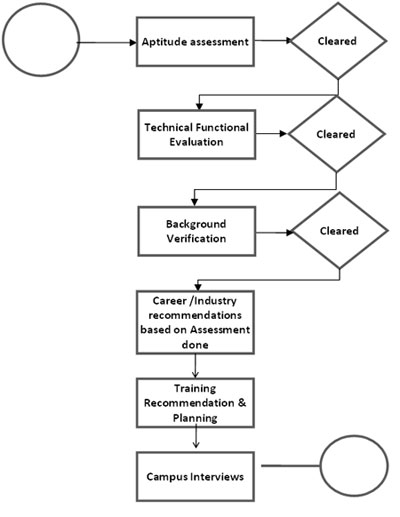 Aptitude assessment
Cleared
Technical Functional
Evaluation
Cleared
Background
Verification
Cleared
Career /Industry
recommendations
based on Assessment
done
Training
Recommendation &
Planning
Campus Interviews